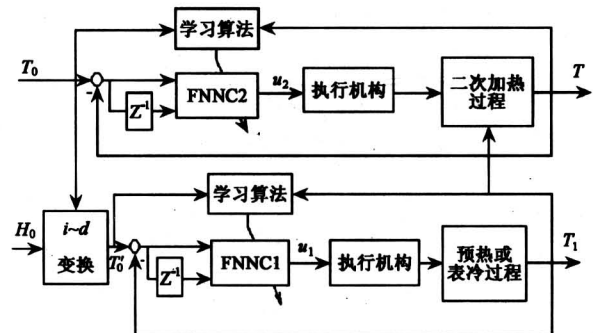 学习算法
T₀
-
Z⁻¹
FNNC2
u₂
执行机构
二次加热
过程
T
H₀
i~d
变换
T₀′
-
学习算法
Z⁻¹
FNNC1
u₁
执行机构
预热或
表冷过程
T₁